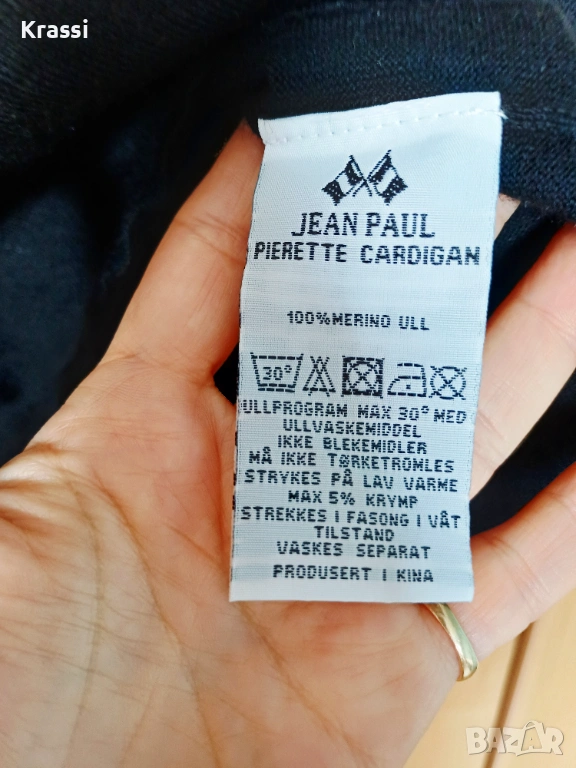 Krassi
JEAN PAUL
PIERETTE CARDIGAN
100% MERINO ULL
30°
ULLPROGRAM MAX 30° MED
ULLVASKEMIDDEL
IKKE BLEKEMIDLER
MÅ IKKE TØRKETROMLES
STRYKES PÅ LAV VARME
MAX 5% KRYMP
STREKKES I FASONG I VÅT
TILSTAND
VASKES SEPARAT
PRODUSERT I KINA
BAZAR